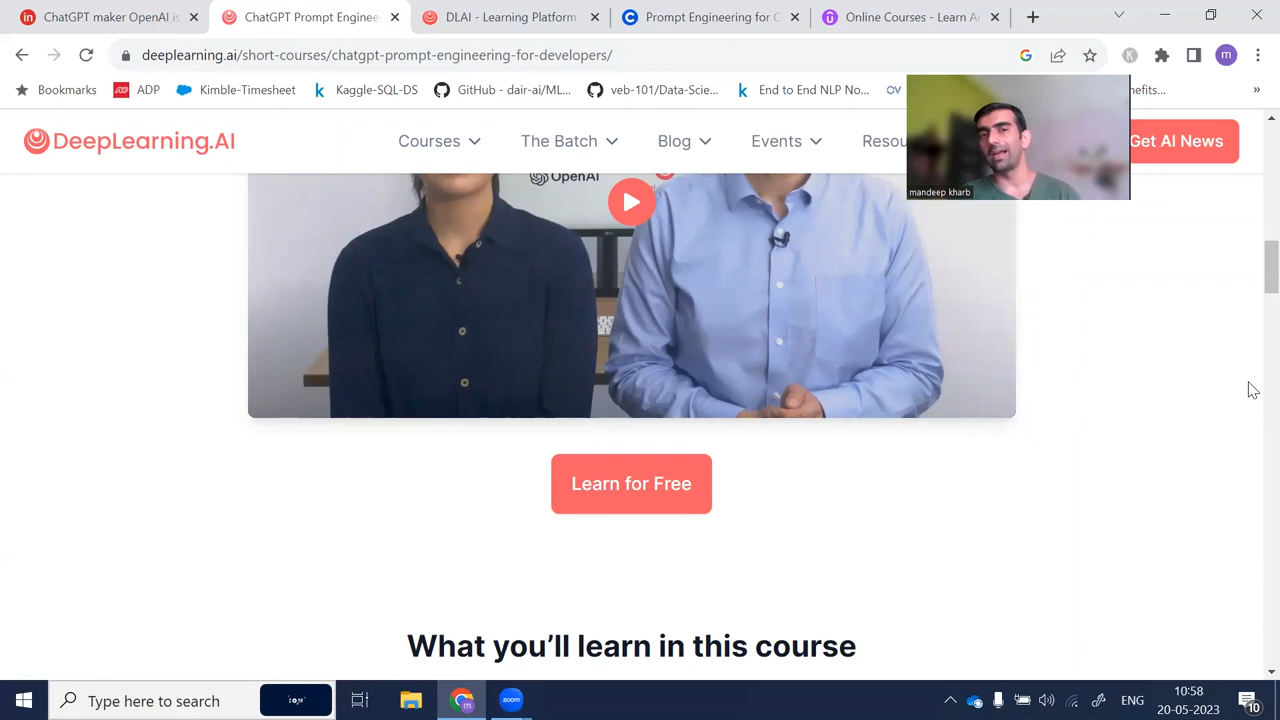 ChatGPT maker OpenAI is
ChatGPT Prompt Enginee
DLAI - Learning Platform
Prompt Engineering for C
Online Courses - Learn A
deeplearning.ai/short-courses/chatgpt-prompt-engineering-for-developers/
m
Bookmarks
ADP
Kimble-Timesheet
Kaggle-SQL-DS
GitHub - dair-ai/ML...
veb-101/Data-Scie...
End to End NLP No...
nefits...
DeepLearning.AI
Courses
The Batch
Blog
Events
Resou
Get AI News
mandeep kharb
OpenAI
Learn for Free
What you'll learn in this course
Type here to search
zoom
ENG
10:58
20-05-2023
10